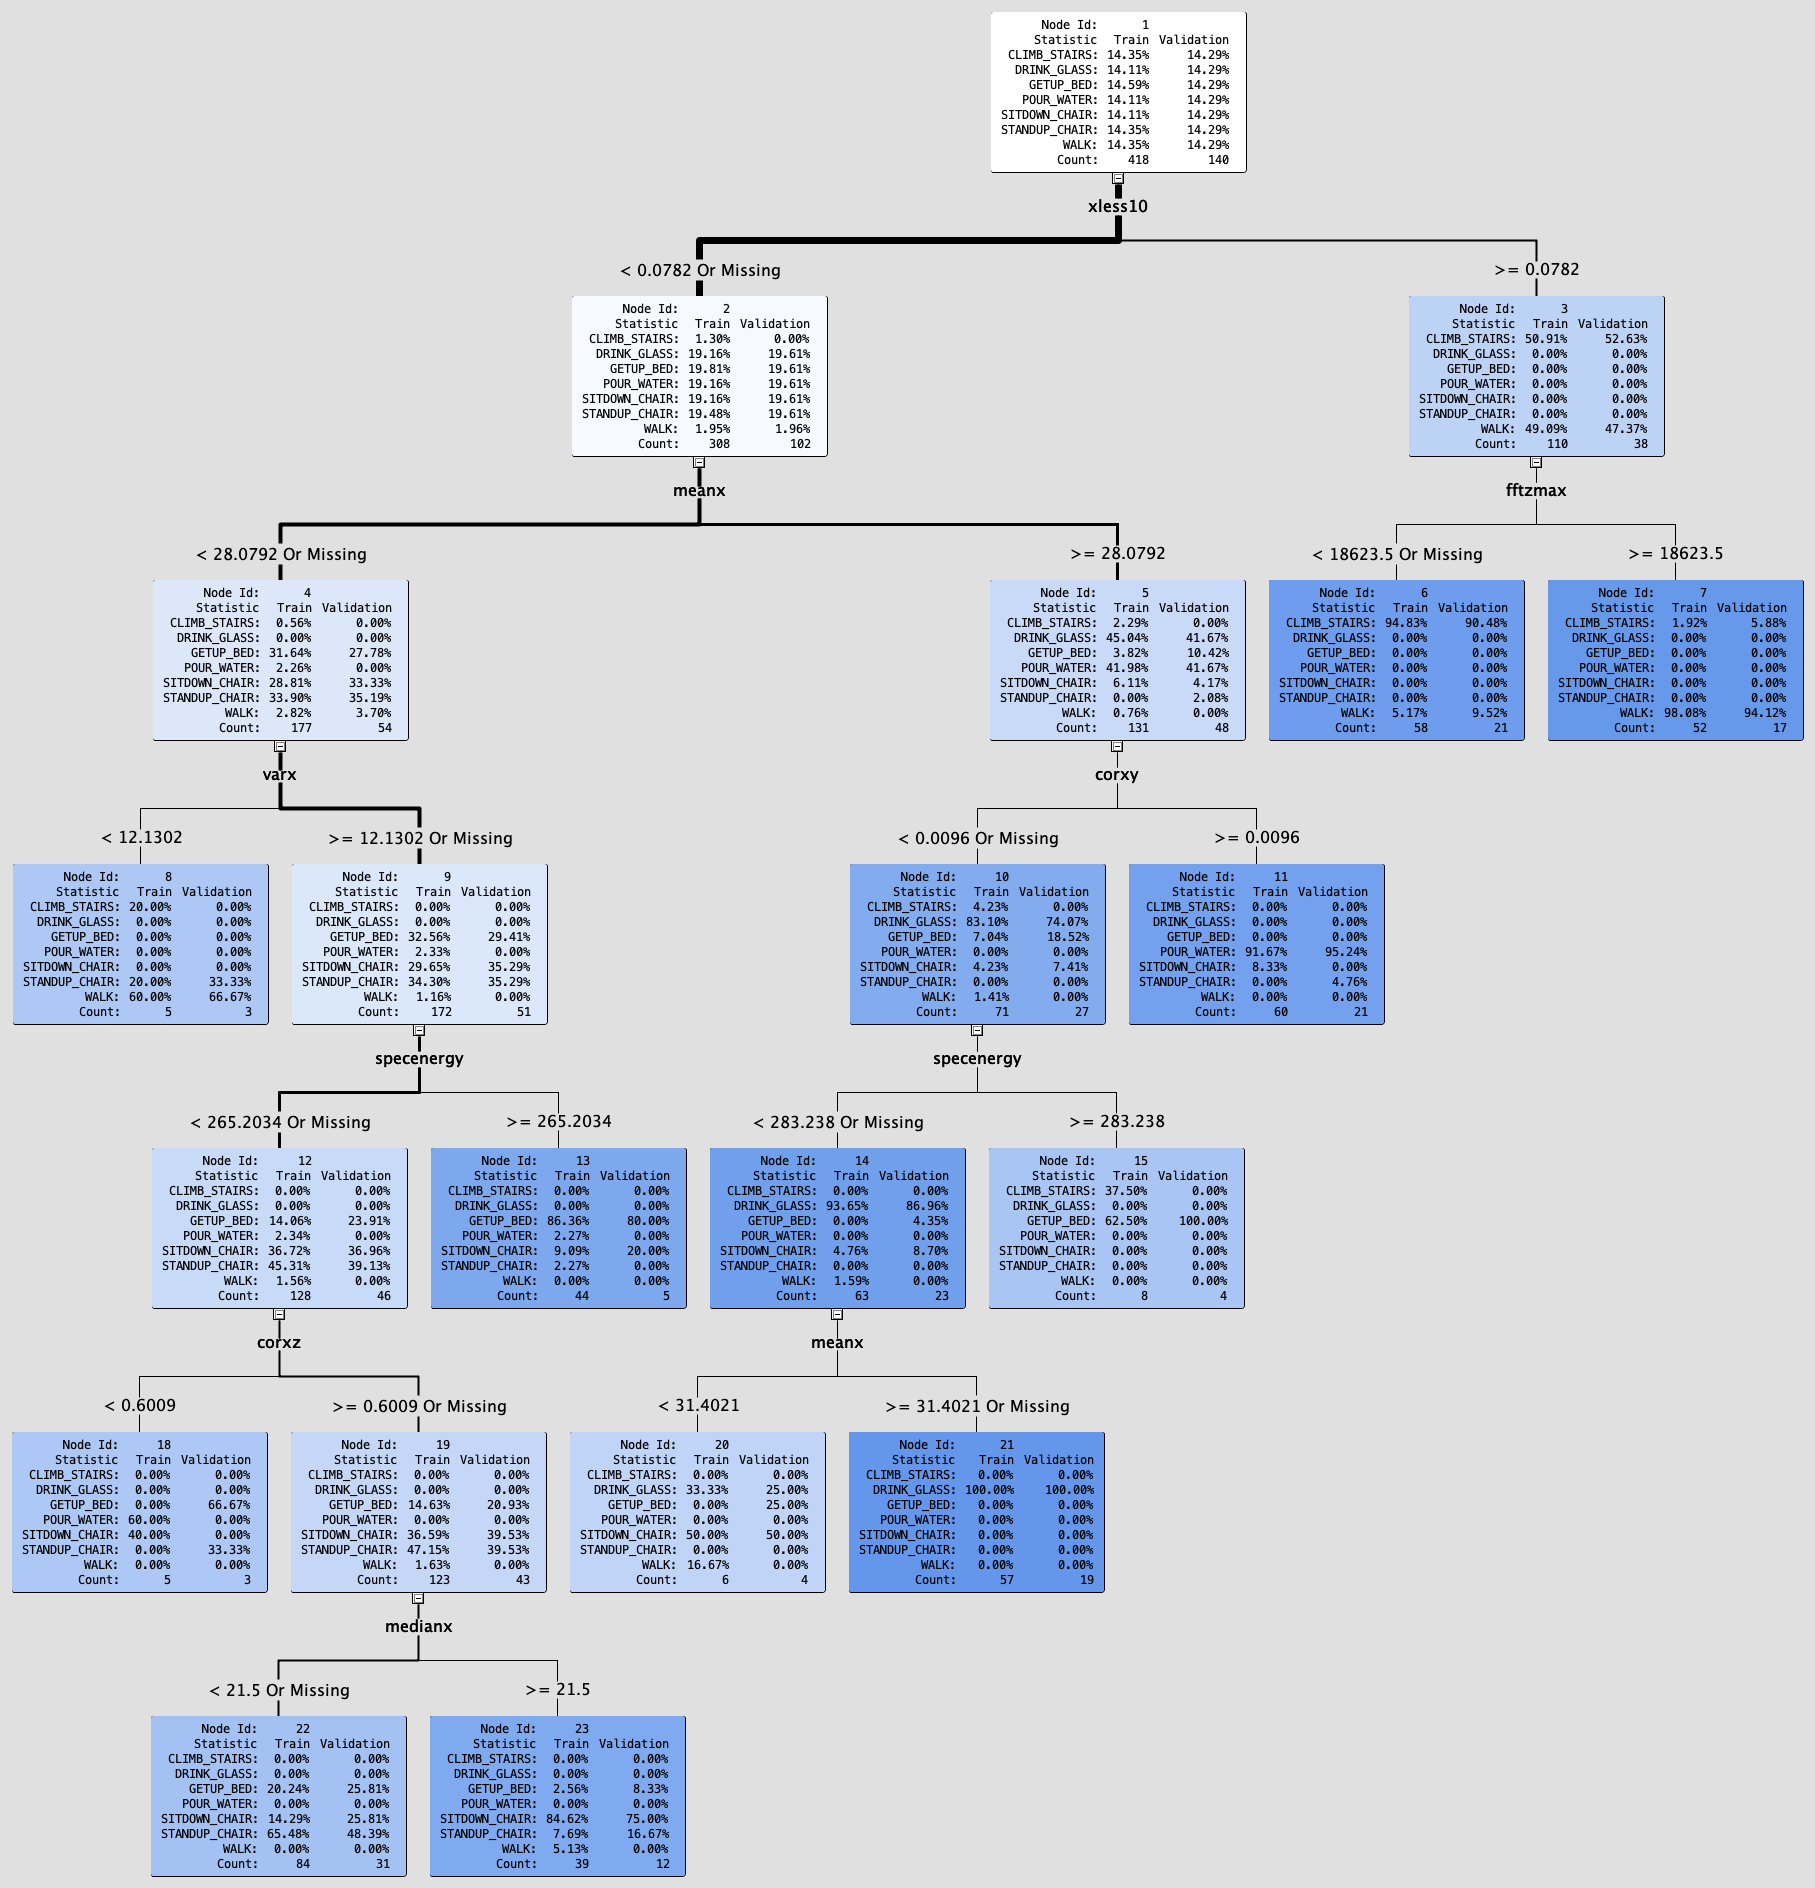 Node Id: 1
Statistic Train Validation
CLIMB_STAIRS: 14.35% 14.29%
DRINK_GLASS: 14.11% 14.29%
GETUP_BED: 14.59% 14.29%
POUR_WATER: 14.11% 14.29%
SITDOWN_CHAIR: 14.11% 14.29%
STANDUP_CHAIR: 14.35% 14.29%
WALK: 14.35% 14.29%
Count: 418 140
xless10
< 0.0782 Or Missing
>= 0.0782
Node Id: 2
Statistic Train Validation
CLIMB_STAIRS: 1.30% 0.00%
DRINK_GLASS: 19.16% 19.61%
GETUP_BED: 19.81% 19.61%
POUR_WATER: 19.16% 19.61%
SITDOWN_CHAIR: 19.16% 19.61%
STANDUP_CHAIR: 19.48% 19.61%
WALK: 1.95% 1.96%
Count: 308 102
Node Id: 3
Statistic Train Validation
CLIMB_STAIRS: 50.91% 52.63%
DRINK_GLASS: 0.00% 0.00%
GETUP_BED: 0.00% 0.00%
POUR_WATER: 0.00% 0.00%
SITDOWN_CHAIR: 0.00% 0.00%
STANDUP_CHAIR: 0.00% 0.00%
WALK: 49.09% 47.37%
Count: 110 38
meanx
fftzmax
< 28.0792 Or Missing
>= 28.0792
< 18623.5 Or Missing
>= 18623.5
Node Id: 4
Statistic Train Validation
CLIMB_STAIRS: 0.56% 0.00%
DRINK_GLASS: 0.00% 0.00%
GETUP_BED: 31.64% 27.78%
POUR_WATER: 2.26% 0.00%
SITDOWN_CHAIR: 28.81% 33.33%
STANDUP_CHAIR: 33.90% 35.19%
WALK: 2.82% 3.70%
Count: 177 54
Node Id: 5
Statistic Train Validation
CLIMB_STAIRS: 2.29% 0.00%
DRINK_GLASS: 45.04% 41.67%
GETUP_BED: 3.82% 10.42%
POUR_WATER: 41.98% 41.67%
SITDOWN_CHAIR: 6.11% 4.17%
STANDUP_CHAIR: 0.00% 2.08%
WALK: 0.76% 0.00%
Count: 131 48
Node Id: 6
Statistic Train Validation
CLIMB_STAIRS: 94.83% 90.48%
DRINK_GLASS: 0.00% 0.00%
GETUP_BED: 0.00% 0.00%
POUR_WATER: 0.00% 0.00%
SITDOWN_CHAIR: 0.00% 0.00%
STANDUP_CHAIR: 0.00% 0.00%
WALK: 5.17% 9.52%
Count: 58 21
Node Id: 7
Statistic Train Validation
CLIMB_STAIRS: 1.92% 5.88%
DRINK_GLASS: 0.00% 0.00%
GETUP_BED: 0.00% 0.00%
POUR_WATER: 0.00% 0.00%
SITDOWN_CHAIR: 0.00% 0.00%
STANDUP_CHAIR: 0.00% 0.00%
WALK: 98.08% 94.12%
Count: 52 17
varx
corxy
< 12.1302
>= 12.1302 Or Missing
< 0.0096 Or Missing
>= 0.0096
Node Id: 8
Statistic Train Validation
CLIMB_STAIRS: 20.00% 0.00%
DRINK_GLASS: 0.00% 0.00%
GETUP_BED: 0.00% 0.00%
POUR_WATER: 0.00% 0.00%
SITDOWN_CHAIR: 0.00% 0.00%
STANDUP_CHAIR: 20.00% 33.33%
WALK: 60.00% 66.67%
Count: 5 3
Node Id: 9
Statistic Train Validation
CLIMB_STAIRS: 0.00% 0.00%
DRINK_GLASS: 0.00% 0.00%
GETUP_BED: 32.56% 29.41%
POUR_WATER: 2.33% 0.00%
SITDOWN_CHAIR: 29.65% 35.29%
STANDUP_CHAIR: 34.30% 35.29%
WALK: 1.16% 0.00%
Count: 172 51
Node Id: 10
Statistic Train Validation
CLIMB_STAIRS: 4.23% 0.00%
DRINK_GLASS: 83.10% 74.07%
GETUP_BED: 7.04% 18.52%
POUR_WATER: 0.00% 0.00%
SITDOWN_CHAIR: 4.23% 7.41%
STANDUP_CHAIR: 0.00% 0.00%
WALK: 1.41% 0.00%
Count: 71 27
Node Id: 11
Statistic Train Validation
CLIMB_STAIRS: 0.00% 0.00%
DRINK_GLASS: 0.00% 0.00%
GETUP_BED: 0.00% 0.00%
POUR_WATER: 91.67% 95.24%
SITDOWN_CHAIR: 8.33% 0.00%
STANDUP_CHAIR: 0.00% 4.76%
WALK: 0.00% 0.00%
Count: 60 21
specenergy
specenergy
< 265.2034 Or Missing
>= 265.2034
< 283.238 Or Missing
>= 283.238
Node Id: 12
Statistic Train Validation
CLIMB_STAIRS: 0.00% 0.00%
DRINK_GLASS: 0.00% 0.00%
GETUP_BED: 14.06% 23.91%
POUR_WATER: 2.34% 0.00%
SITDOWN_CHAIR: 36.72% 36.96%
STANDUP_CHAIR: 45.31% 39.13%
WALK: 1.56% 0.00%
Count: 128 46
Node Id: 13
Statistic Train Validation
CLIMB_STAIRS: 0.00% 0.00%
DRINK_GLASS: 0.00% 0.00%
GETUP_BED: 86.36% 80.00%
POUR_WATER: 2.27% 0.00%
SITDOWN_CHAIR: 9.09% 20.00%
STANDUP_CHAIR: 2.27% 0.00%
WALK: 0.00% 0.00%
Count: 44 5
Node Id: 14
Statistic Train Validation
CLIMB_STAIRS: 0.00% 0.00%
DRINK_GLASS: 93.65% 86.96%
GETUP_BED: 0.00% 4.35%
POUR_WATER: 0.00% 0.00%
SITDOWN_CHAIR: 4.76% 8.70%
STANDUP_CHAIR: 0.00% 0.00%
WALK: 1.59% 0.00%
Count: 63 23
Node Id: 15
Statistic Train Validation
CLIMB_STAIRS: 37.50% 0.00%
DRINK_GLASS: 0.00% 0.00%
GETUP_BED: 62.50% 100.00%
POUR_WATER: 0.00% 0.00%
SITDOWN_CHAIR: 0.00% 0.00%
STANDUP_CHAIR: 0.00% 0.00%
WALK: 0.00% 0.00%
Count: 8 4
corxz
meanx
< 0.6009
>= 0.6009 Or Missing
< 31.4021
>= 31.4021 Or Missing
Node Id: 18
Statistic Train Validation
CLIMB_STAIRS: 0.00% 0.00%
DRINK_GLASS: 0.00% 0.00%
GETUP_BED: 0.00% 66.67%
POUR_WATER: 60.00% 0.00%
SITDOWN_CHAIR: 40.00% 0.00%
STANDUP_CHAIR: 0.00% 33.33%
WALK: 0.00% 0.00%
Count: 5 3
Node Id: 19
Statistic Train Validation
CLIMB_STAIRS: 0.00% 0.00%
DRINK_GLASS: 0.00% 0.00%
GETUP_BED: 14.63% 20.93%
POUR_WATER: 0.00% 0.00%
SITDOWN_CHAIR: 36.59% 39.53%
STANDUP_CHAIR: 47.15% 39.53%
WALK: 1.63% 0.00%
Count: 123 43
Node Id: 20
Statistic Train Validation
CLIMB_STAIRS: 0.00% 0.00%
DRINK_GLASS: 33.33% 25.00%
GETUP_BED: 0.00% 25.00%
POUR_WATER: 0.00% 0.00%
SITDOWN_CHAIR: 50.00% 50.00%
STANDUP_CHAIR: 0.00% 0.00%
WALK: 16.67% 0.00%
Count: 6 4
Node Id: 21
Statistic Train Validation
CLIMB_STAIRS: 0.00% 0.00%
DRINK_GLASS: 100.00% 100.00%
GETUP_BED: 0.00% 0.00%
POUR_WATER: 0.00% 0.00%
SITDOWN_CHAIR: 0.00% 0.00%
STANDUP_CHAIR: 0.00% 0.00%
WALK: 0.00% 0.00%
Count: 57 19
medianx
< 21.5 Or Missing
>= 21.5
Node Id: 22
Statistic Train Validation
CLIMB_STAIRS: 0.00% 0.00%
DRINK_GLASS: 0.00% 0.00%
GETUP_BED: 20.24% 25.81%
POUR_WATER: 0.00% 0.00%
SITDOWN_CHAIR: 14.29% 25.81%
STANDUP_CHAIR: 65.48% 48.39%
WALK: 0.00% 0.00%
Count: 84 31
Node Id: 23
Statistic Train Validation
CLIMB_STAIRS: 0.00% 0.00%
DRINK_GLASS: 0.00% 0.00%
GETUP_BED: 2.56% 8.33%
POUR_WATER: 0.00% 0.00%
SITDOWN_CHAIR: 84.62% 75.00%
STANDUP_CHAIR: 7.69% 16.67%
WALK: 5.13% 0.00%
Count: 39 12